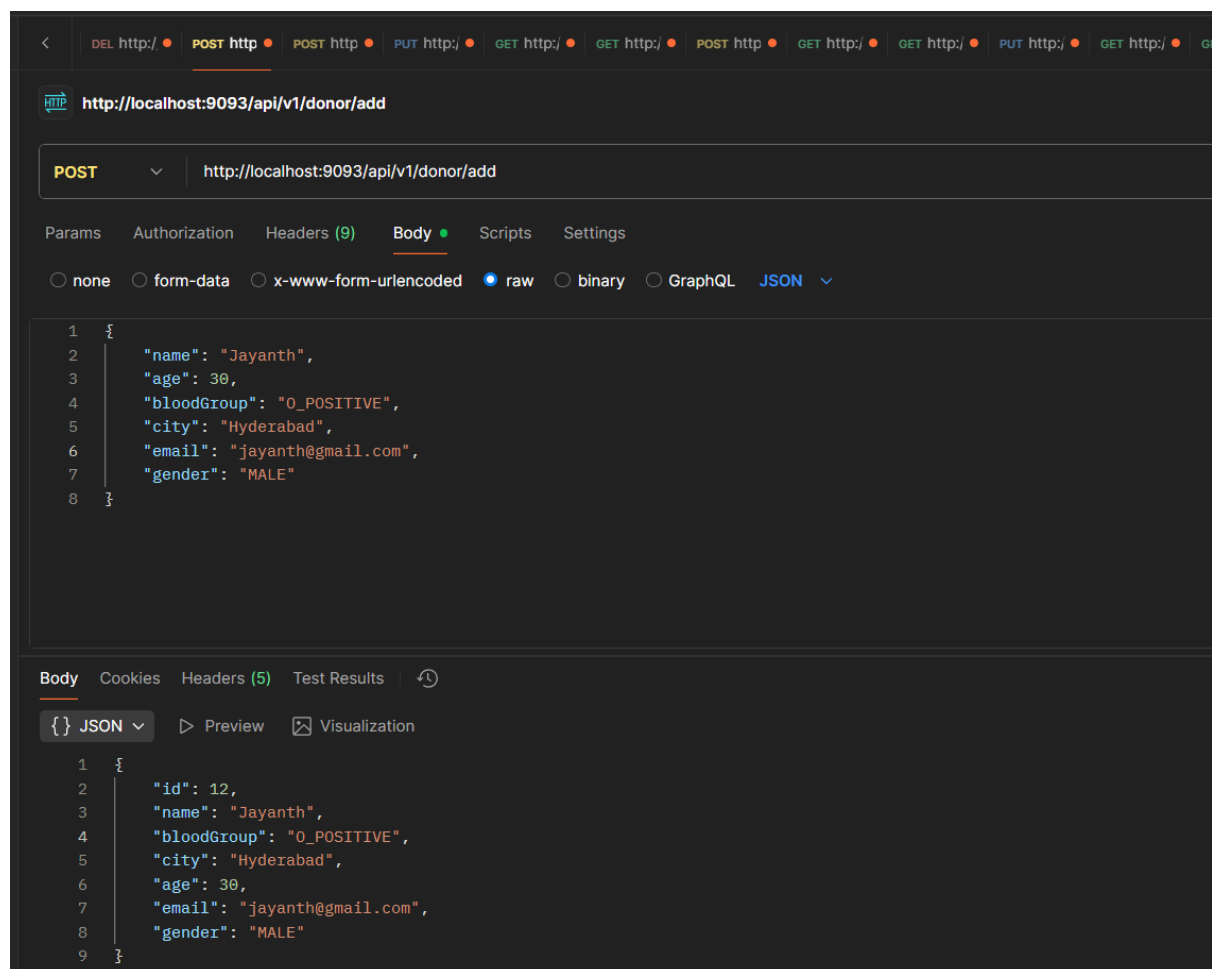 DEL http:/ POST http POST http PUT http:/ GET http:/ GET http:/ POST http GET http:/ GET http:/ PUT http:/ GET http:/
HTTP http://localhost:9093/api/v1/donor/add
POST http://localhost:9093/api/v1/donor/add
Params Authorization Headers (9) Body Scripts Settings
none form-data x-www-form-urlencoded raw binary GraphQL JSON
1 {
2 "name": "Jayanth",
3 "age": 30,
4 "bloodGroup": "O_POSITIVE",
5 "city": "Hyderabad",
6 "email": "jayanth@gmail.com",
7 "gender": "MALE"
8 }
Body Cookies Headers (5) Test Results
{} JSON Preview Visualization
1 {
2 "id": 12,
3 "name": "Jayanth",
4 "bloodGroup": "O_POSITIVE",
5 "city": "Hyderabad",
6 "age": 30,
7 "email": "jayanth@gmail.com",
8 "gender": "MALE"
9 }